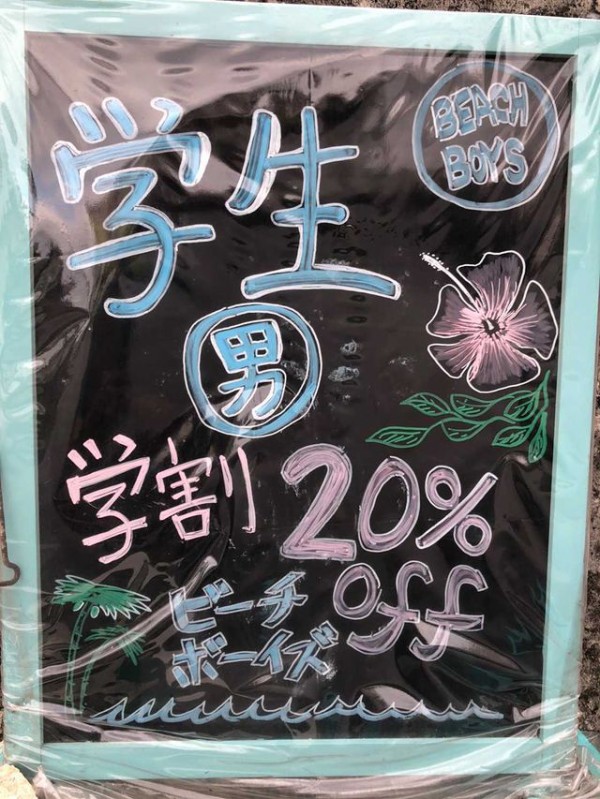 BEACH
BOYS
学生
男
学割 20%
off
ビーチ
ボーイズ